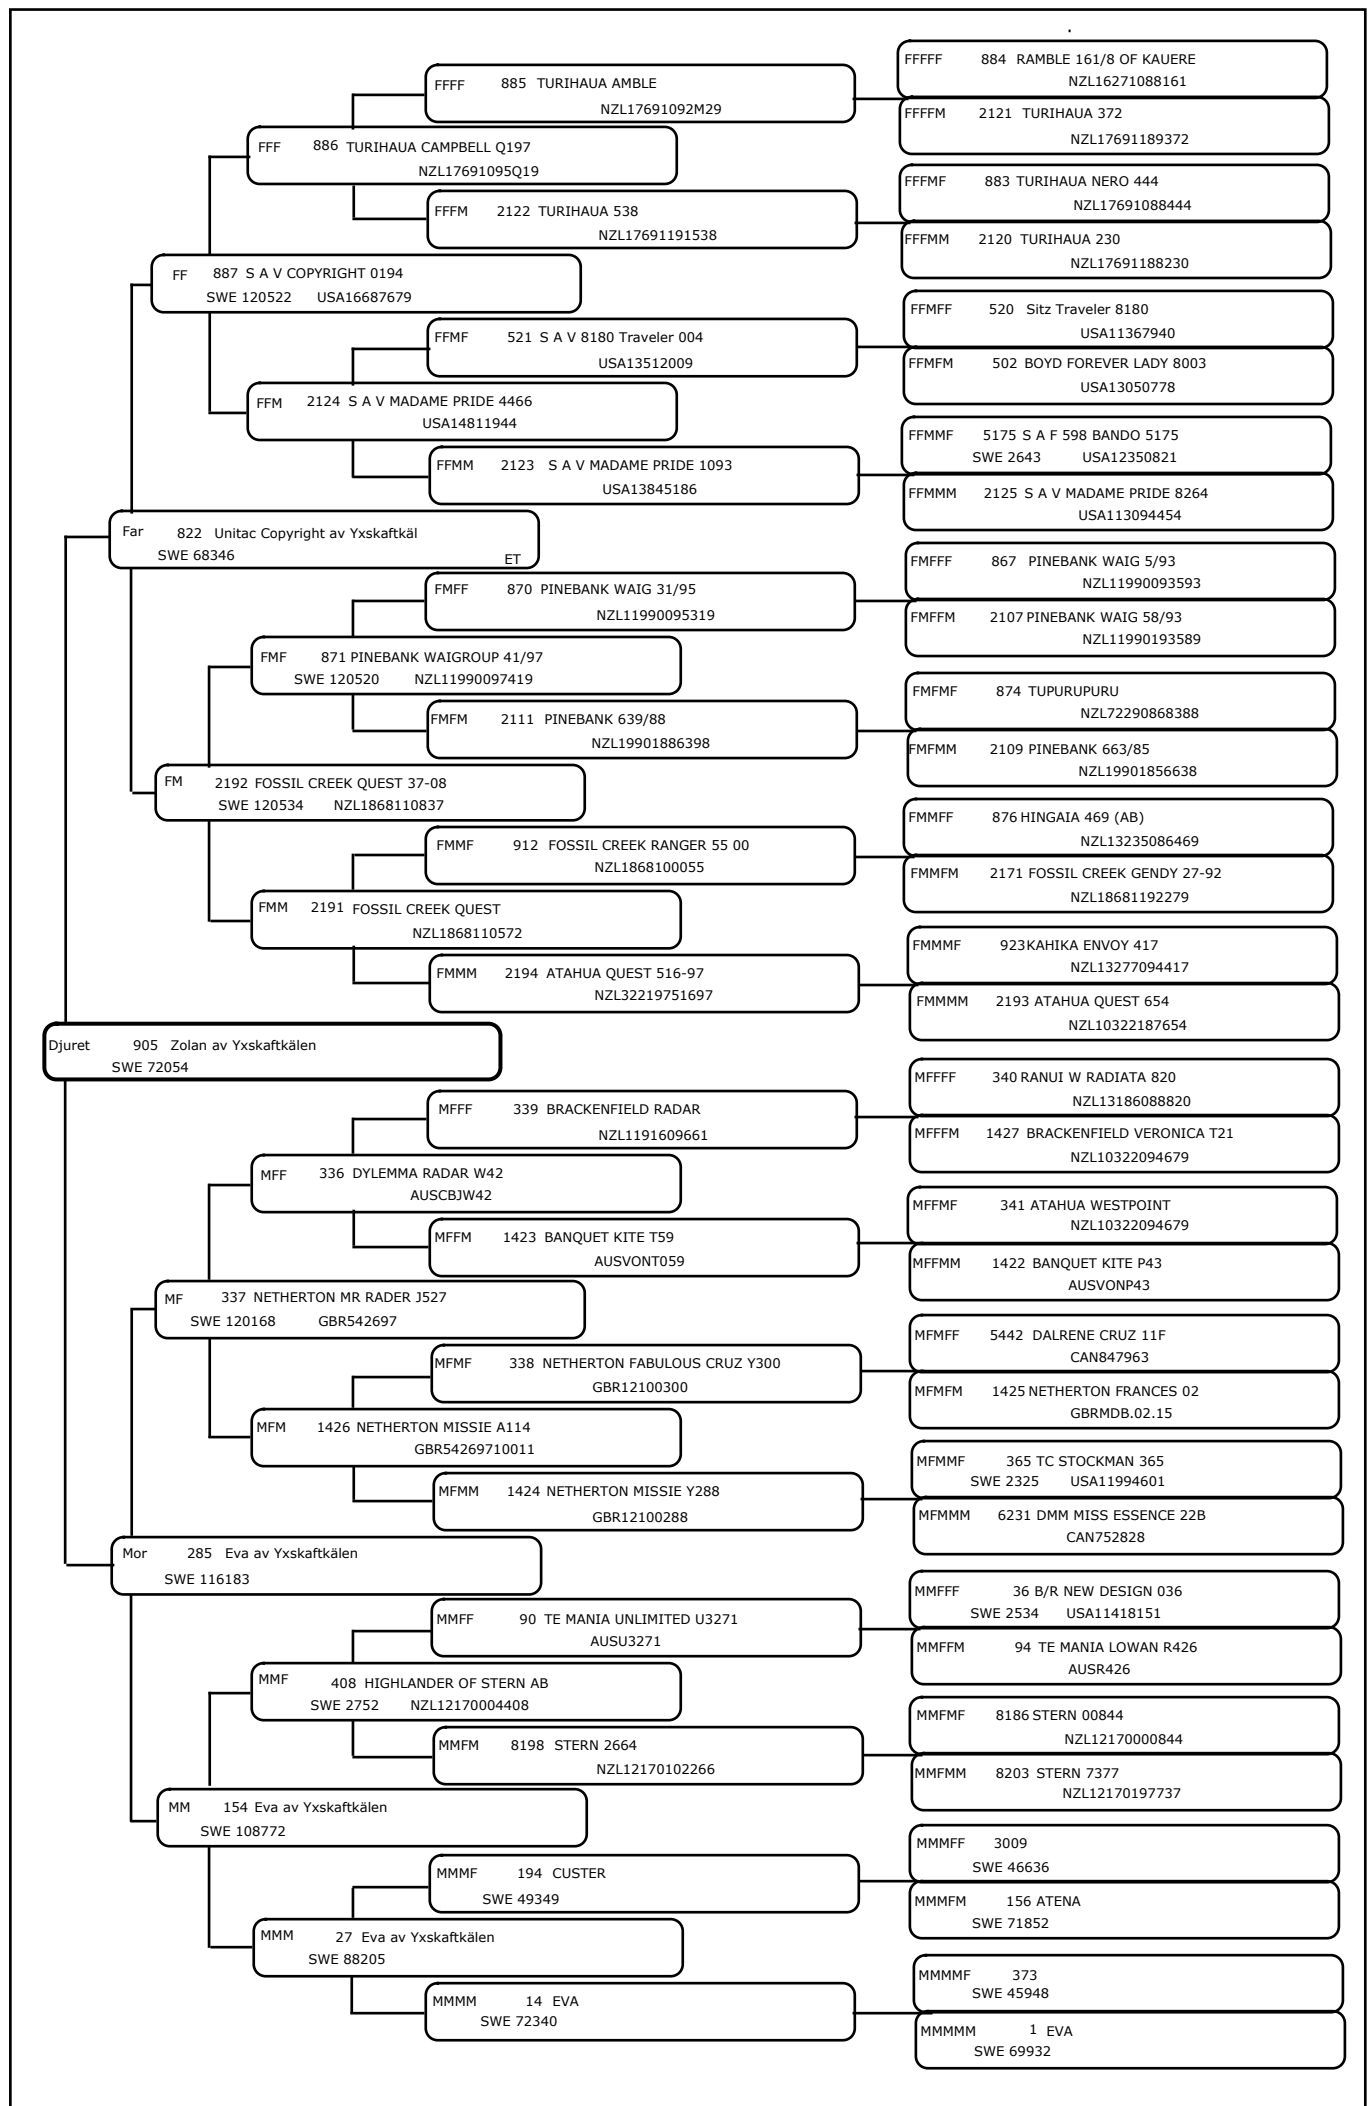 FFFFF 884 RAMBLE 161/8 OF KAUERE
NZL16271088161
FFFF 885 TURIHAUA AMBLE
NZL17691092M29
FFFFM 2121 TURIHAUA 372
NZL17691189372
FFF 886 TURIHAUA CAMPBELL Q197
NZL17691095Q19
FFFMF 883 TURIHAUA NERO 444
NZL17691088444
FFFM 2122 TURIHAUA 538
NZL17691191538
FFFMM 2120 TURIHAUA 230
NZL17691188230
FF 887 S A V COPYRIGHT 0194
SWE 120522 USA16687679
FFMFF 520 Sitz Traveler 8180
USA11367940
FFMF 521 S A V 8180 Traveler 004
USA13512009
FFMFM 502 BOYD FOREVER LADY 8003
USA13050778
FFM 2124 S A V MADAME PRIDE 4466
USA14811944
FFMMF 5175 S A F 598 BANDO 5175
SWE 2643 USA12350821
FFMM 2123 S A V MADAME PRIDE 1093
USA13845186
FFMMM 2125 S A V MADAME PRIDE 8264
USA113094454
Far 822 Unitac Copyright av Yxskaftkäl
SWE 68346 ET
FMFFF 867 PINEBANK WAIG 5/93
NZL11990093593
FMFF 870 PINEBANK WAIG 31/95
NZL11990095319
FMFFM 2107 PINEBANK WAIG 58/93
NZL11990193589
FMF 871 PINEBANK WAIGROUP 41/97
SWE 120520 NZL11990097419
FMFMF 874 TUPURUPURU
NZL72290868388
FMFM 2111 PINEBANK 639/88
NZL19901886398
FMFMM 2109 PINEBANK 663/85
NZL19901856638
FM 2192 FOSSIL CREEK QUEST 37-08
SWE 120534 NZL1868110837
FMMFF 876 HINGAIA 469 (AB)
NZL13235086469
FMMF 912 FOSSIL CREEK RANGER 55 00
NZL1868100055
FMMFM 2171 FOSSIL CREEK GENDY 27-92
NZL18681192279
FMM 2191 FOSSIL CREEK QUEST
NZL1868110572
FMMMF 923KAHIKA ENVOY 417
NZL13277094417
FMMM 2194 ATAHUA QUEST 516-97
NZL32219751697
FMMMM 2193 ATAHUA QUEST 654
NZL10322187654
Djuret 905 Zolan av Yxskaftkälen
SWE 72054
MFFFF 340 RANUI W RADIATA 820
NZL13186088820
MFFF 339 BRACKENFIELD RADAR
NZL1191609661
MFFFM 1427 BRACKENFIELD VERONICA T21
NZL10322094679
MFF 336 DYLEMMA RADAR W42
AUSCBJW42
MFFMF 341 ATAHUA WESTPOINT
NZL10322094679
MFFM 1423 BANQUET KITE T59
AUSVONT059
MFFMM 1422 BANQUET KITE P43
AUSVONP43
MF 337 NETHERTON MR RADER J527
SWE 120168 GBR542697
MFMFF 5442 DALRENE CRUZ 11F
CAN847963
MFMF 338 NETHERTON FABULOUS CRUZ Y300
GBR12100300
MFMFM 1425 NETHERTON FRANCES 02
GBRMDB.02.15
MFM 1426 NETHERTON MISSIE A114
GBR54269710011
MFMMF 365 TC STOCKMAN 365
SWE 2325 USA11994601
MFMM 1424 NETHERTON MISSIE Y288
GBR12100288
MFMMM 6231 DMM MISS ESSENCE 22B
CAN752828
Mor 285 Eva av Yxskaftkälen
SWE 116183
MMFFF 36 B/R NEW DESIGN 036
SWE 2534 USA11418151
MMFF 90 TE MANIA UNLIMITED U3271
AUSU3271
MMFFM 94 TE MANIA LOWAN R426
AUSR426
MMF 408 HIGHLANDER OF STERN AB
SWE 2752 NZL12170004408
MMFMF 8186 STERN 00844
NZL12170000844
MMFM 8198 STERN 2664
NZL12170102266
MMFMM 8203 STERN 7377
NZL12170197737
MM 154 Eva av Yxskaftkälen
SWE 108772
MMMFF 3009
SWE 46636
MMMF 194 CUSTER
SWE 49349
MMMFM 156 ATENA
SWE 71852
MMM 27 Eva av Yxskaftkälen
SWE 88205
MMMMF 373
SWE 45948
MMMM 14 EVA
SWE 72340
MMMMM 1 EVA
SWE 69932